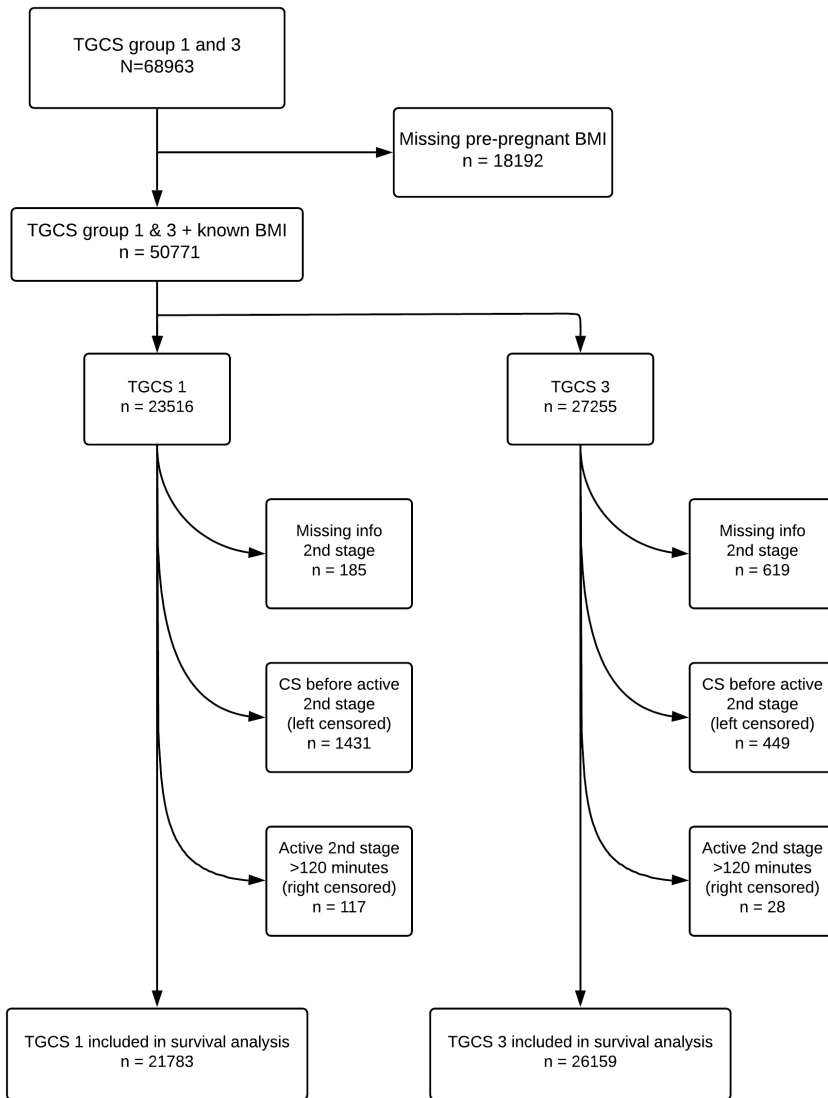 TGCS group 1 and 3
N=68963
Missing pre-pregnant BMI
n = 18192
TGCS group 1 & 3 + known BMI
n = 50771
TGCS 1
n = 23516
TGCS 3
n = 27255
Missing info
2nd stage
n = 185
Missing info
2nd stage
n = 619
CS before active
2nd stage
(left censored)
n = 1431
CS before active
2nd stage
(left censored)
n = 449
Active 2nd stage
>120 minutes
(right censored)
n = 117
Active 2nd stage
>120 minutes
(right censored)
n = 28
TGCS 1 included in survival analysis
n = 21783
TGCS 3 included in survival analysis
n = 26159